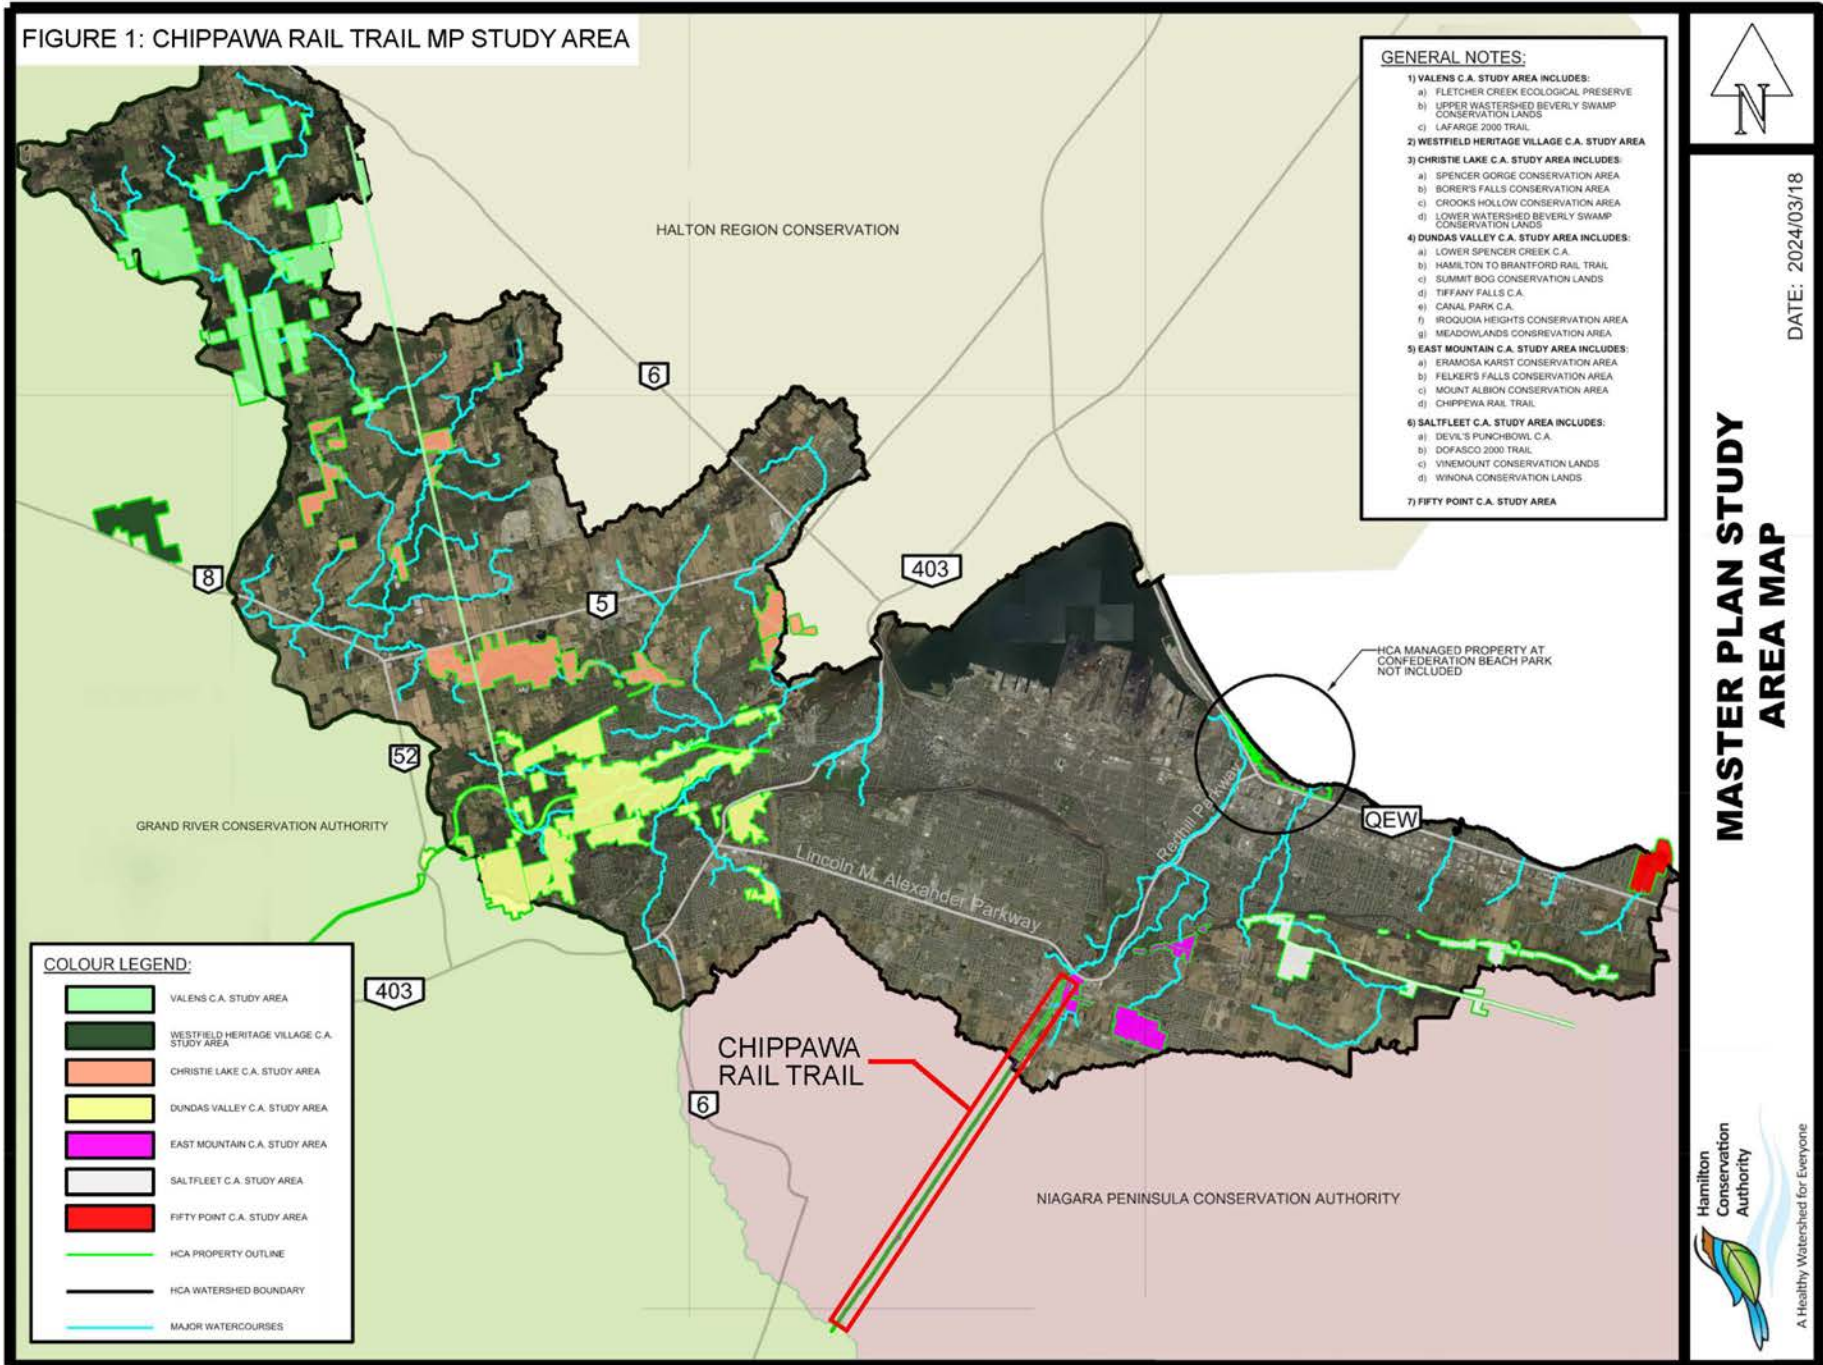 FIGURE 1: CHIPPAWA RAIL TRAIL MP STUDY AREA
GENERAL NOTES:
1) VALENS C.A. STUDY AREA INCLUDES:
a) FLETCHER CREEK ECOLOGICAL PRESERVE
b) UPPER WASTERSHED BEVERLY SWAMP
CONSERVATION LANDS
c) LAFARGE 2000 TRAIL
2) WESTFIELD HERITAGE VILLAGE C.A. STUDY AREA
3) CHRISTIE LAKE C.A. STUDY AREA INCLUDES:
a) SPENCER GORGE CONSERVATION AREA
b) BORER'S FALLS CONSERVATION AREA
c) CROOKS HOLLOW CONSERVATION AREA
d) LOWER WATERSHED BEVERLY SWAMP
CONSERVATION LANDS
4) DUNDAS VALLEY C.A. STUDY AREA INCLUDES:
a) LOWER SPENCER CREEK C.A.
b) HAMILTON TO BRANTFORD RAIL TRAIL
c) SUMMIT BOG CONSERVATION LANDS
d) TIFFANY FALLS C.A.
e) CANAL PARK C.A.
f) IROQUOIA HEIGHTS CONSERVATION AREA
g) MEADOWLANDS CONSREVATION AREA
5) EAST MOUNTAIN C.A. STUDY AREA INCLUDES:
a) ERAMOSA KARST CONSERVATION AREA
b) FELKER'S FALLS CONSERVATION AREA
c) MOUNT ALBION CONSERVATION AREA
d) CHIPPEWA RAIL TRAIL
6) SALTFLEET C.A. STUDY AREA INCLUDES:
a) DEVIL'S PUNCHBOWL C.A.
b) DOFASCO 2000 TRAIL
c) VINEMOUNT CONSERVATION LANDS
d) WINONA CONSERVATION LANDS
7) FIFTY POINT C.A. STUDY AREA
N
DATE: 2024/03/18
MASTER PLAN STUDY
AREA MAP
HALTON REGION CONSERVATION
6
8
5
403
HCA MANAGED PROPERTY AT
CONFEDERATION BEACH PARK
NOT INCLUDED
52
GRAND RIVER CONSERVATION AUTHORITY
Redhill Parkway
QEW
Lincoln M. Alexander Parkway
403
CHIPPAWA
RAIL TRAIL
6
NIAGARA PENINSULA CONSERVATION AUTHORITY
COLOUR LEGEND:
VALENS C.A. STUDY AREA
WESTFIELD HERITAGE VILLAGE C.A.
STUDY AREA
CHRISTIE LAKE C.A. STUDY AREA
DUNDAS VALLEY C.A. STUDY AREA
EAST MOUNTAIN C.A. STUDY AREA
SALTFLEET C.A. STUDY AREA
FIFTY POINT C.A. STUDY AREA
HCA PROPERTY OUTLINE
HCA WATERSHED BOUNDARY
MAJOR WATERCOURSES
Hamilton
Conservation
Authority
A Healthy Watershed for Everyone